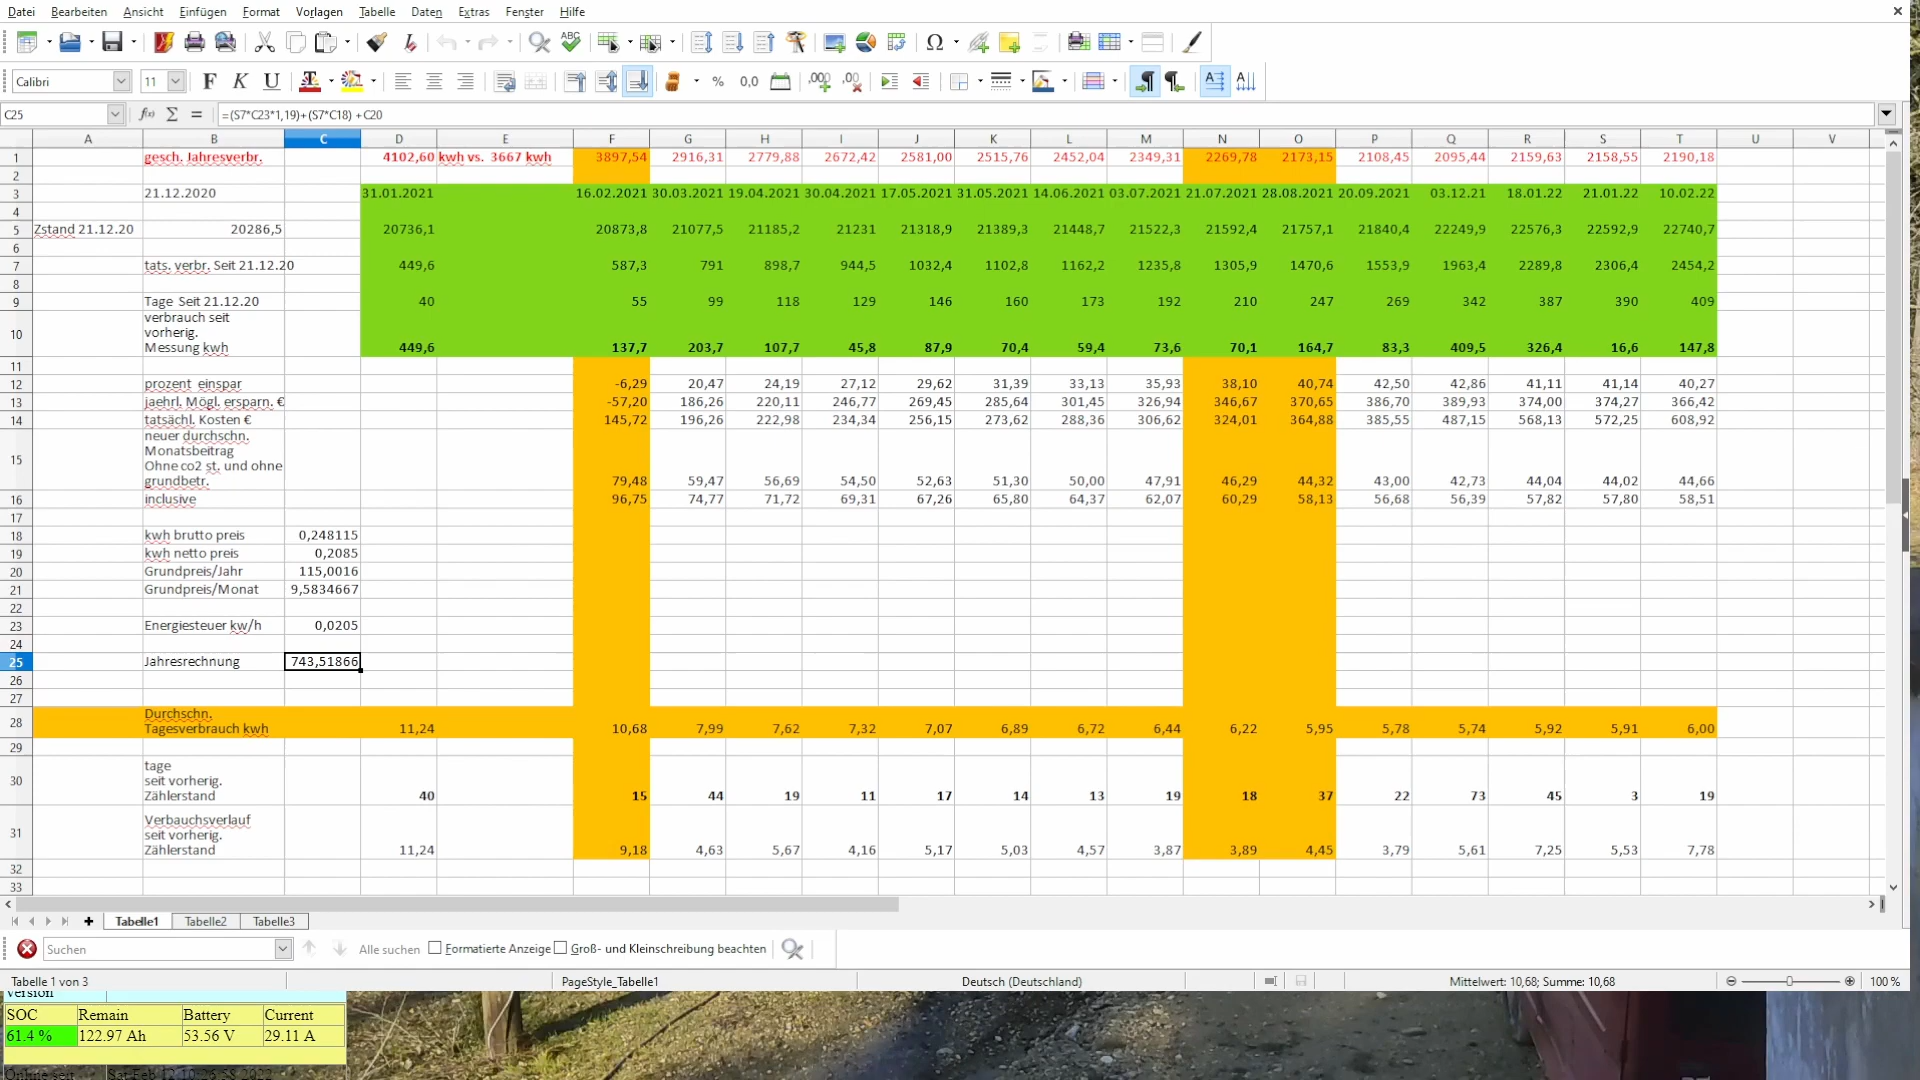 Datei Bearbeiten Ansicht Einfügen Format Vorlagen Tabelle Daten Extras Fenster Hilfe
Calibri 11 F K U % 0,0
C25 =(S7*C23*1,19)+(S7*C18) +C20
A B C D E F G H I J K L M N O P Q R S T U V
1 gesch. Jahresverbr. 4102,60 kwh vs. 3667 kwh 3897,54 2916,31 2779,88 2672,42 2581,00 2515,76 2452,04 2349,31 2269,78 2173,15 2108,45 2095,44 2159,63 2158,55 2190,18
2
3 21.12.2020 31.01.2021 16.02.2021 30.03.2021 19.04.2021 30.04.2021 17.05.2021 31.05.2021 14.06.2021 03.07.2021 21.07.2021 28.08.2021 20.09.2021 03.12.21 18.01.22 21.01.22 10.02.22
4
5 Zstand 21.12.20 20286,5 20736,1 20873,8 21077,5 21185,2 21231 21318,9 21389,3 21448,7 21522,3 21592,4 21757,1 21840,4 22249,9 22576,3 22592,9 22740,7
6
7 tats. verbr. Seit 21.12.20 449,6 587,3 791 898,7 944,5 1032,4 1102,8 1162,2 1235,8 1305,9 1470,6 1553,9 1963,4 2289,8 2306,4 2454,2
8
9 Tage Seit 21.12.20 40 55 99 118 129 146 160 173 192 210 247 269 342 387 390 409
verbrauch seit
10 vorherig.
Messung kwh 449,6 137,7 203,7 107,7 45,8 87,9 70,4 59,4 73,6 70,1 164,7 83,3 409,5 326,4 16,6 147,8
11
12 prozent einspar -6,29 20,47 24,19 27,12 29,62 31,39 33,13 35,93 38,10 40,74 42,50 42,86 41,11 41,14 40,27
13 jaehrl. Mögl. ersparn. € -57,20 186,26 220,11 246,77 269,45 285,64 301,45 326,94 346,67 370,65 386,70 389,93 374,00 374,27 366,42
14 tatsächl. Kosten € 145,72 196,26 222,98 234,34 256,15 273,62 288,36 306,62 324,01 364,88 385,55 487,15 568,13 572,25 608,92
neuer durchschn.
15 Monatsbeitrag
Ohne co2 st. und ohne
grundbetr. 79,48 59,47 56,69 54,50 52,63 51,30 50,00 47,91 46,29 44,32 43,00 42,73 44,04 44,02 44,66
16 inclusive 96,75 74,77 71,72 69,31 67,26 65,80 64,37 62,07 60,29 58,13 56,68 56,39 57,82 57,80 58,51
17
18 kwh brutto preis 0,248115
19 kwh netto preis 0,2085
20 Grundpreis/Jahr 115,0016
21 Grundpreis/Monat 9,5834667
22
23 Energiesteuer kw/h 0,0205
24
25 Jahresrechnung 743,51866
26
27
28 Durchschn.
Tagesverbrauch kwh 11,24 10,68 7,99 7,62 7,32 7,07 6,89 6,72 6,44 6,22 5,95 5,78 5,74 5,92 5,91 6,00
29
tage
30 seit vorherig.
Zählerstand 40 15 44 19 11 17 14 13 19 18 37 22 73 45 3 19
Verbauchsverlauf
31 seit vorherig.
Zählerstand 11,24 9,18 4,63 5,67 4,16 5,17 5,03 4,57 3,87 3,89 4,45 3,79 5,61 7,25 5,53 7,78
32
33
Tabelle1 Tabelle2 Tabelle3
Suchen Alle suchen Formatierte Anzeige Groß- und Kleinschreibung beachten
Tabelle 1 von 3 PageStyle_Tabelle1 Deutsch (Deutschland) Mittelwert: 10,68; Summe: 10,68 100 %
version
SOC Remain Battery Current
61.4 % 122.97 Ah 53.56 V 29.11 A
Online seit Sat Feb 12 10:26:58 2022